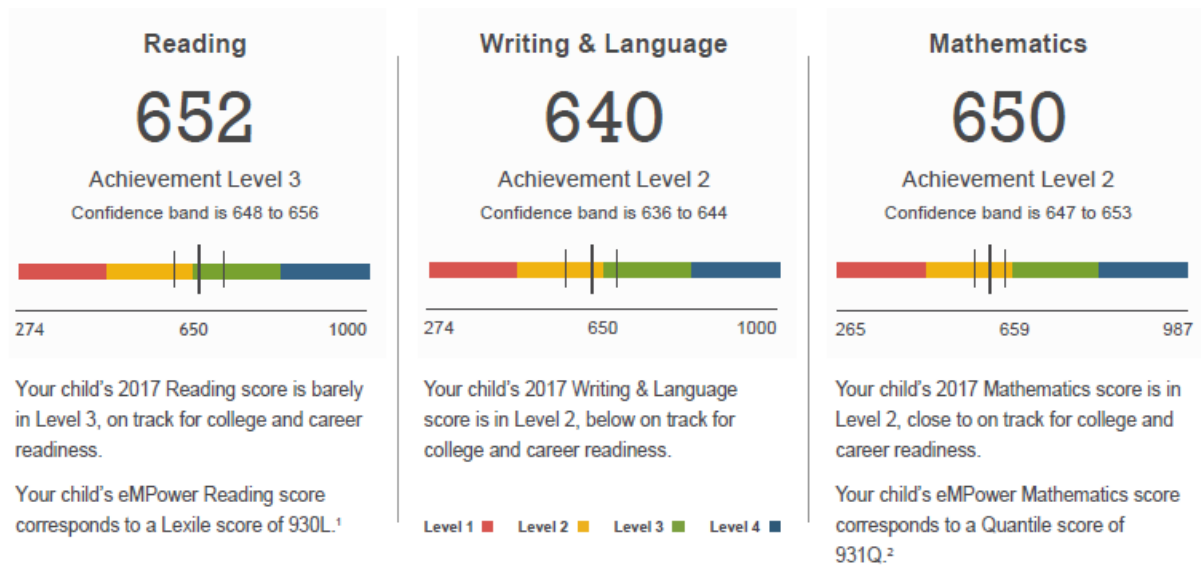 Reading
652
Achievement Level 3
Confidence band is 648 to 656
274 650 1000
Your child's 2017 Reading score is barely
in Level 3, on track for college and career
readiness.
Your child's eMPower Reading score
corresponds to a Lexile score of 930L.¹
Writing & Language
640
Achievement Level 2
Confidence band is 636 to 644
274 650 1000
Your child's 2017 Writing & Language
score is in Level 2, below on track for
college and career readiness.
Level 1 Level 2 Level 3 Level 4
Mathematics
650
Achievement Level 2
Confidence band is 647 to 653
265 659 987
Your child's 2017 Mathematics score is in
Level 2, close to on track for college and
career readiness.
Your child's eMPower Mathematics score
corresponds to a Quantile score of
931Q.²